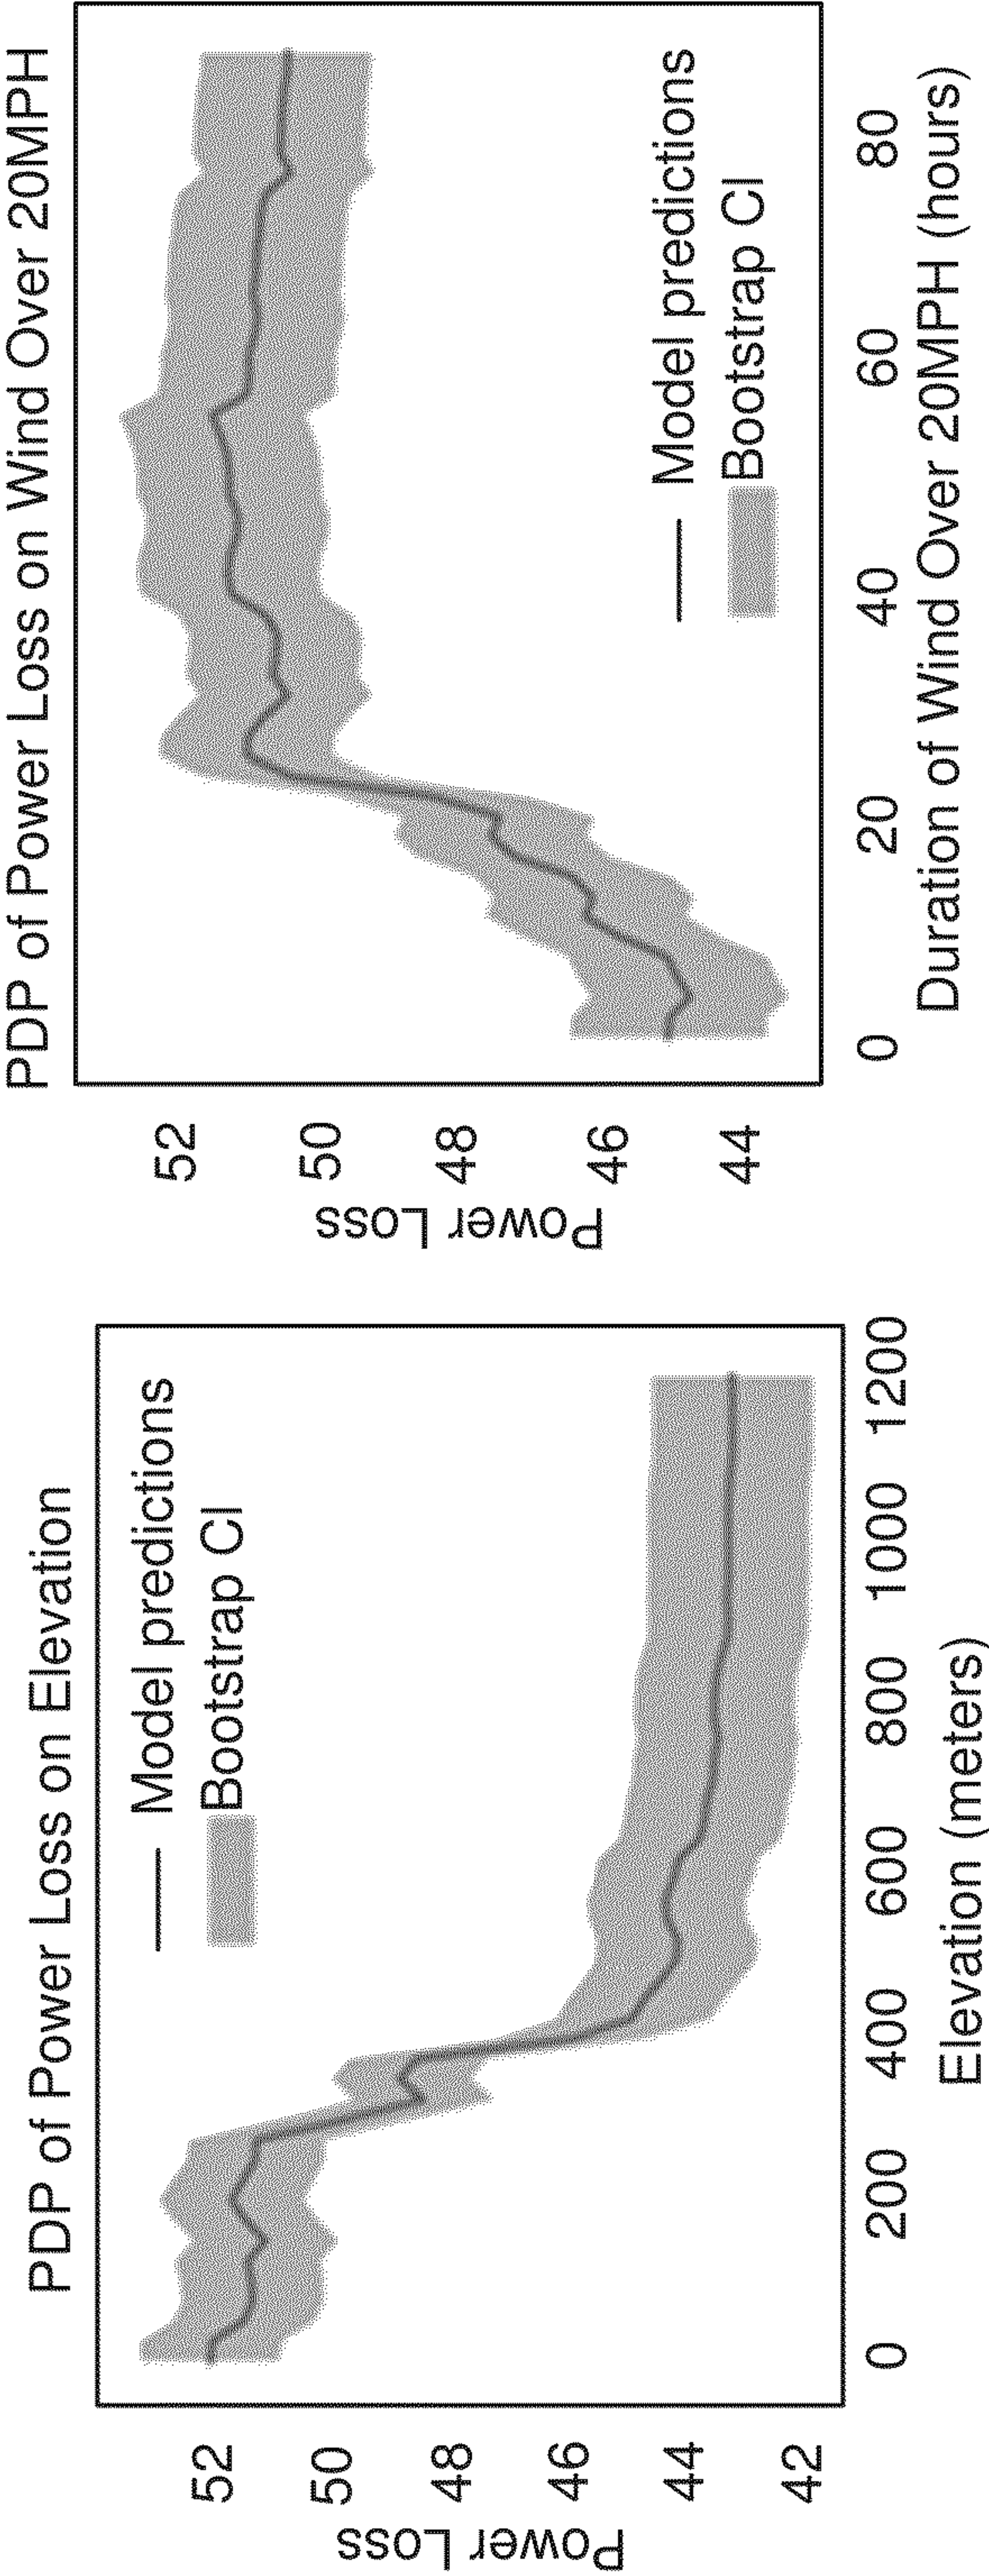 PDP of Power Loss on Elevation
Power Loss
52
50
48
46
44
42
Model predictions
Bootstrap CI
0 200 400 600 800 1000 1200
Elevation (meters)
PDP of Power Loss on Wind Over 20MPH
Power Loss
52
50
48
46
44
Model predictions
Bootstrap CI
0 20 40 60 80
Duration of Wind Over 20MPH (hours)